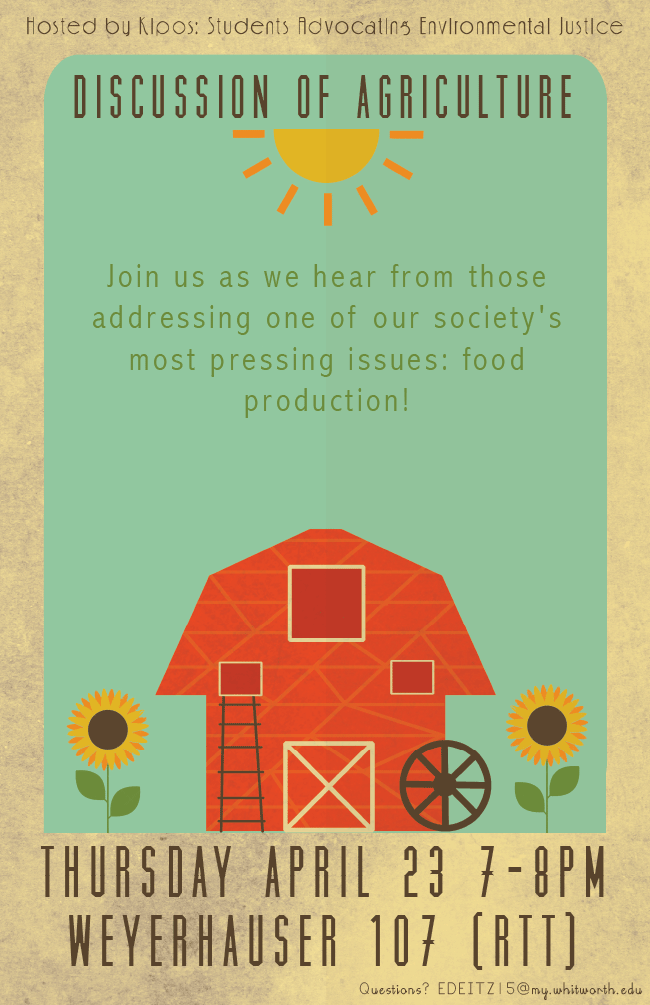 Hosted by Kipos: Students Advocating Environmental Justice
DISCUSSION OF AGRICULTURE
Join us as we hear from those
addressing one of our society's
most pressing issues: food
production!
THURSDAY APRIL 23 7-8PM
WEYERHAUSER 107 (RTT)
Questions? EDEITZ15@my.whitworth.edu